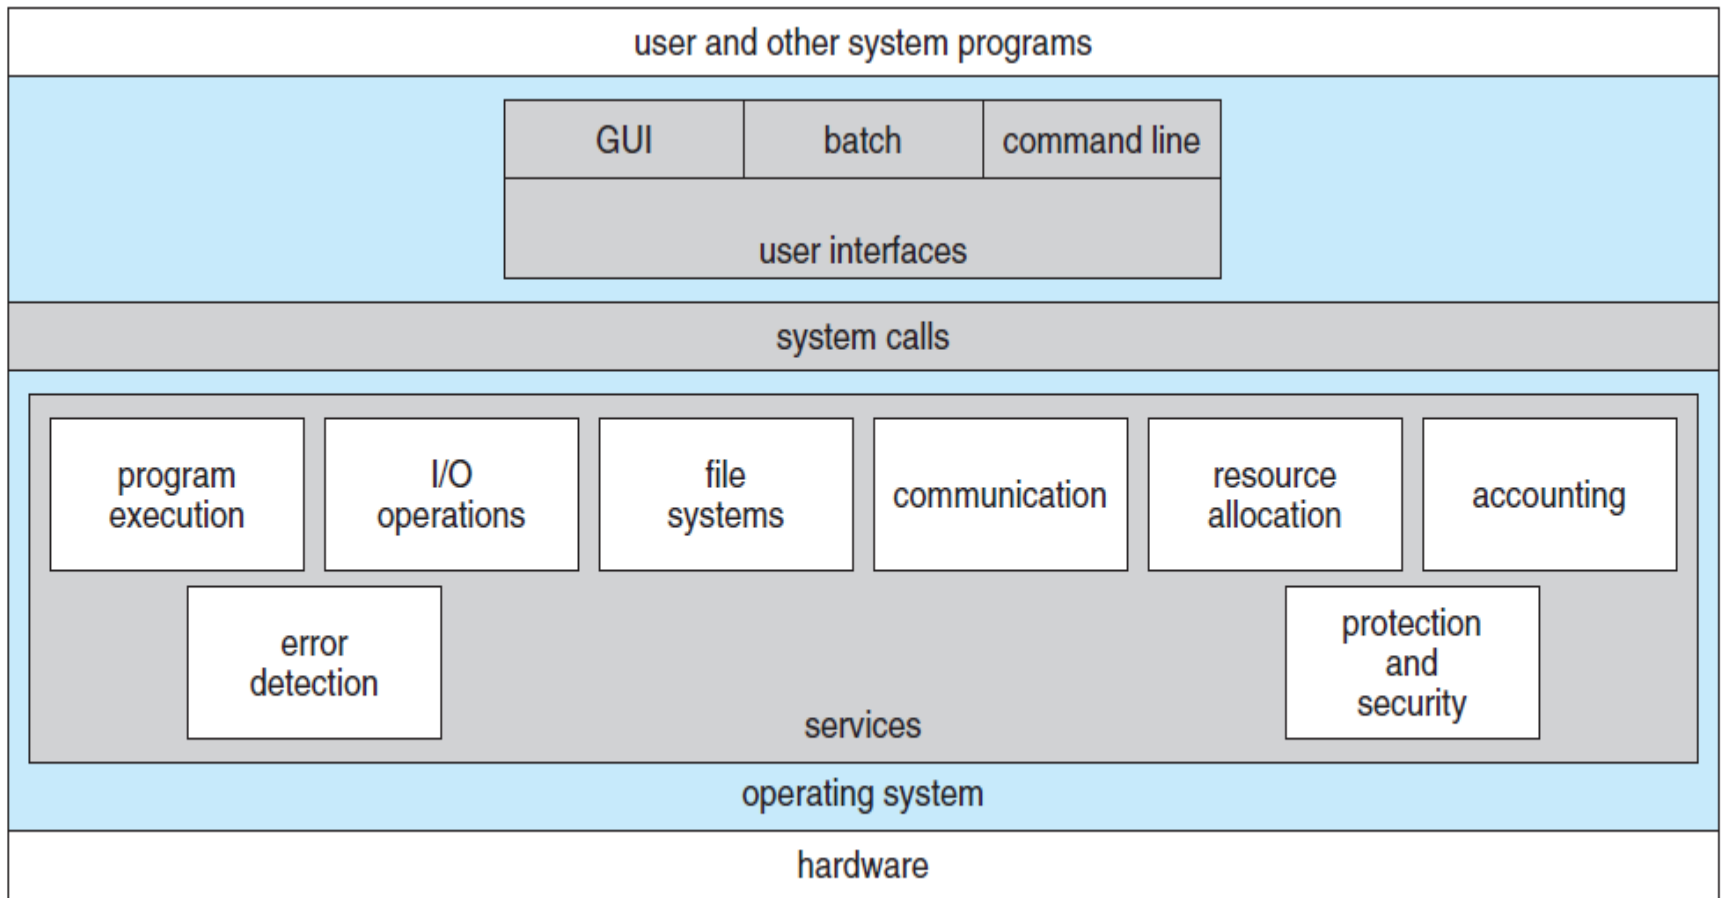 user and other system programs
GUI
batch
command line
user interfaces
system calls
program
execution
I/O
operations
file
systems
communication
resource
allocation
accounting
error
detection
protection
and
security
services
operating system
hardware